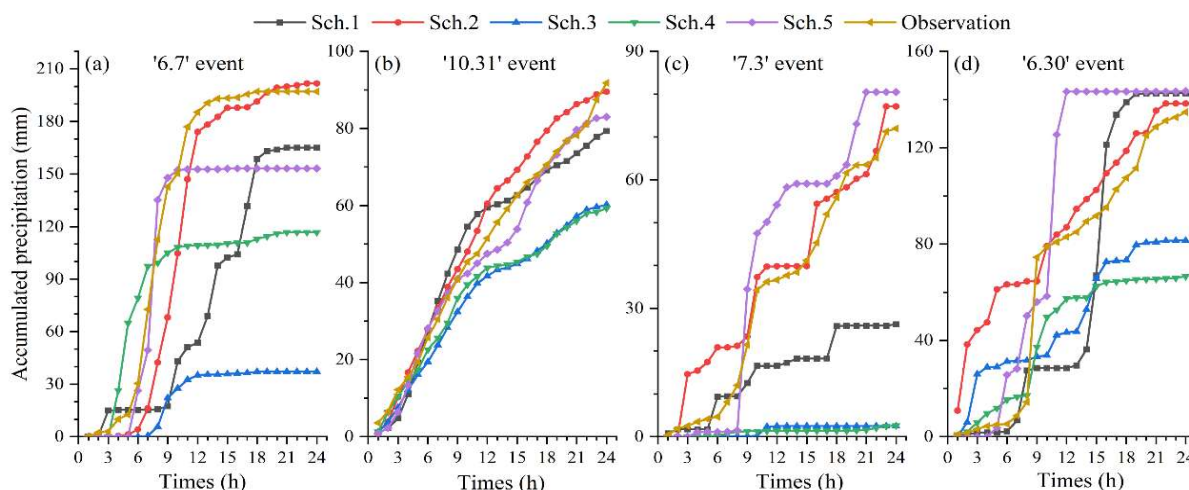 Sch.1 Sch.2 Sch.3 Sch.4 Sch.5 Observation
Accumulated precipitation (mm)
(a) '6.7' event
210
180
150
120
90
60
30
0
0 3 6 9 12 15 18 21 24
Times (h)
(b) '10.31' event
100
80
60
40
20
0
0 3 6 9 12 15 18 21 24
Times (h)
(c) '7.3' event
90
60
30
0
0 3 6 9 12 15 18 21 24
Times (h)
(d) '6.30' event
160
120
80
40
0
0 3 6 9 12 15 18 21 24
Times (h)